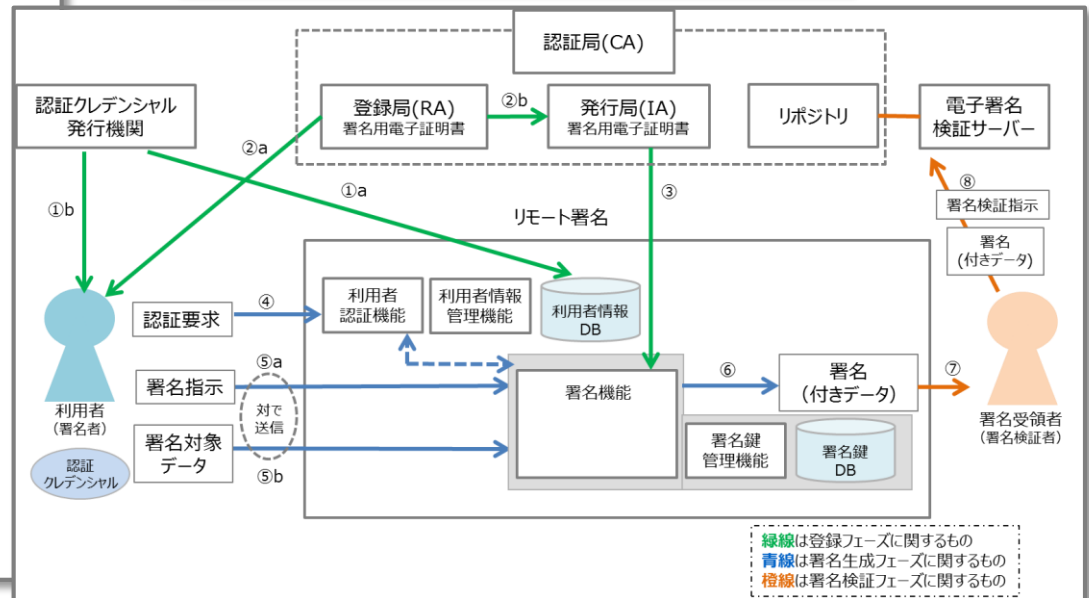 認証局(CA)
認証クレデンシャル
発行機関
登録局(RA)
署名用電子証明書
②b
発行局(IA)
署名用電子証明書
リポジトリ
電子署名
検証サーバー
②a
①b
①a
③
⑧
署名検証指示
署名
(付きデータ)
リモート署名
利用者
認証機能
利用者情報
管理機能
利用者情報
DB
認証要求
④
⑤a
署名指示
対で
送信
署名対象
データ
⑤b
利用者
(署名者)
認証
クレデンシャル
署名機能
⑥
署名
(付きデータ)
⑦
署名鍵
管理機能
署名鍵
DB
署名受領者
(署名検証者)
緑線は登録フェーズに関するもの
青線は署名生成フェーズに関するもの
橙線は署名検証フェーズに関するもの